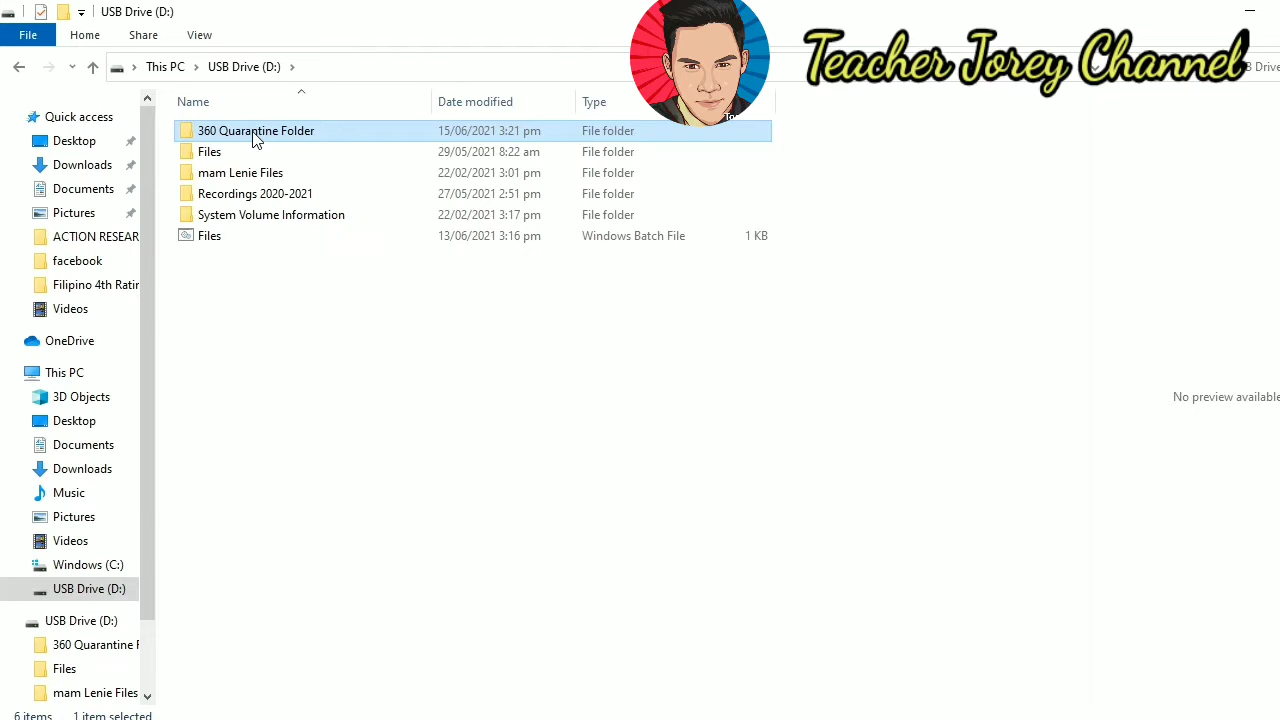 USB Drive (D:)
File Home Share View
Teacher Jorey Channel
This PC USB Drive (D:)
Name Date modified Type
Quick access
Desktop
Downloads
Documents
Pictures
ACTION RESEAR
facebook
Filipino 4th Ratin
Videos
OneDrive
This PC
3D Objects
Desktop
Documents
Downloads
Music
Pictures
Videos
Windows (C:)
USB Drive (D:)
USB Drive (D:)
360 Quarantine F
Files
mam Lenie Files
360 Quarantine Folder 15/06/2021 3:21 pm File folder
Files 29/05/2021 8:22 am File folder
mam Lenie Files 22/02/2021 3:01 pm File folder
Recordings 2020-2021 27/05/2021 2:51 pm File folder
System Volume Information 22/02/2021 3:17 pm File folder
Files 13/06/2021 3:16 pm Windows Batch File 1 KB
No preview available
6 items 1 item selected